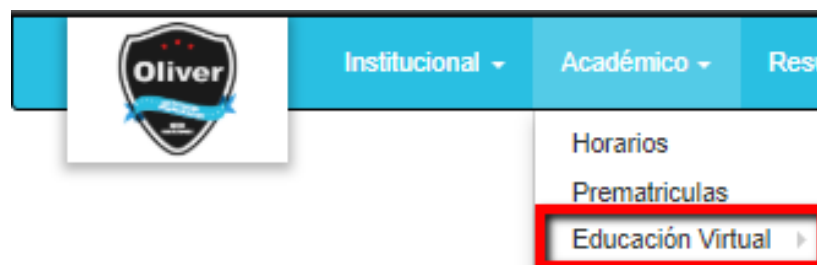 Oliver
Institucional
Académico
Horarios
Prematriculas
Educación Virtual